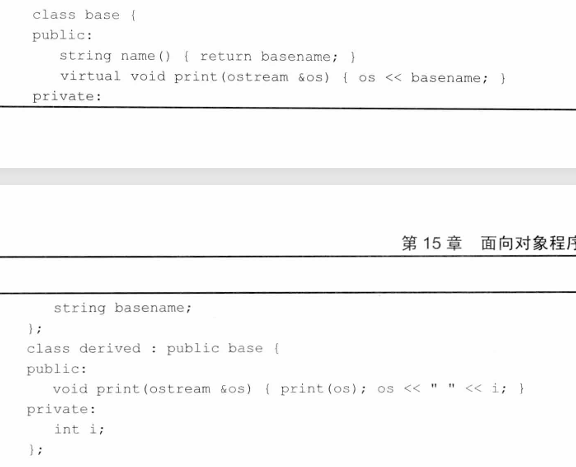 class base {
public:
string name() { return basename; }
virtual void print(ostream &os) { os << basename; }
private:
第 15 章 面向对象程
string basename;
};
class derived : public base {
public:
void print(ostream &os) { print(os); os << " " << i; }
private:
int i;
};